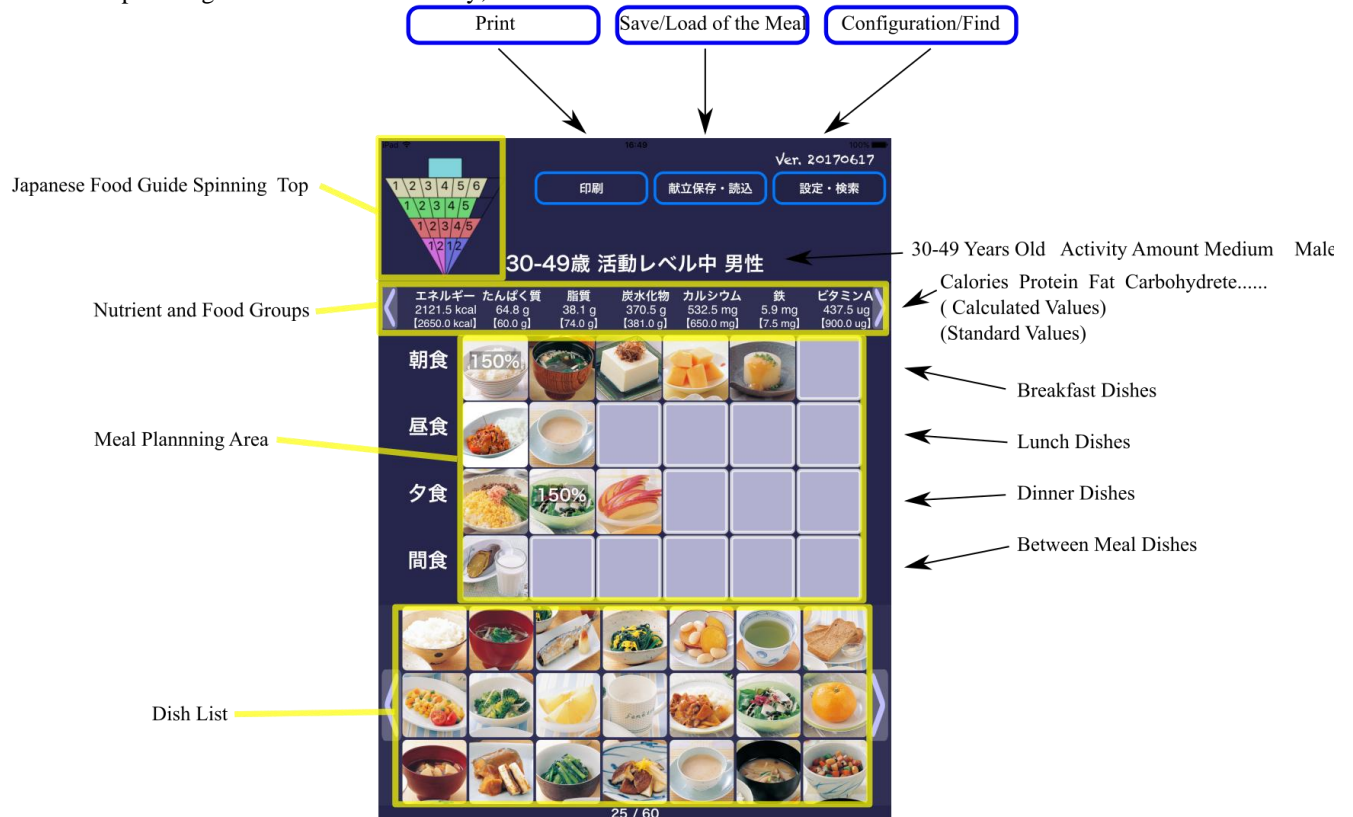 Print
Save/Load of the Meal
Configuration/Find
iPad
16:49
100%
Ver. 20170617
1 2 3 4 5 6
1 2 3 4 5
1 2 3 4 5
1 2 1 2
印刷
献立保存・読込
設定・検索
Japanese Food Guide Spinning Top
30-49歳 活動レベル中 男性
30-49 Years Old Activity Amount Medium Male
Nutrient and Food Groups
エネルギー たんぱく質 脂質 炭水化物 カルシウム 鉄 ビタミンA
2121.5 kcal 64.8 g 38.1 g 370.5 g 532.5 mg 5.9 mg 437.5 ug
【2650.0 kcal】 【60.0 g】 【74.0 g】 【381.0 g】 【650.0 mg】 【7.5 mg】 【900.0 ug】
Calories Protein Fat Carbohydrete......
( Calculated Values)
(Standard Values)
朝食
150%
Breakfast Dishes
Meal Plannning Area
昼食
Lunch Dishes
夕食
150%
Dinner Dishes
間食
Between Meal Dishes
Dish List
25 / 60